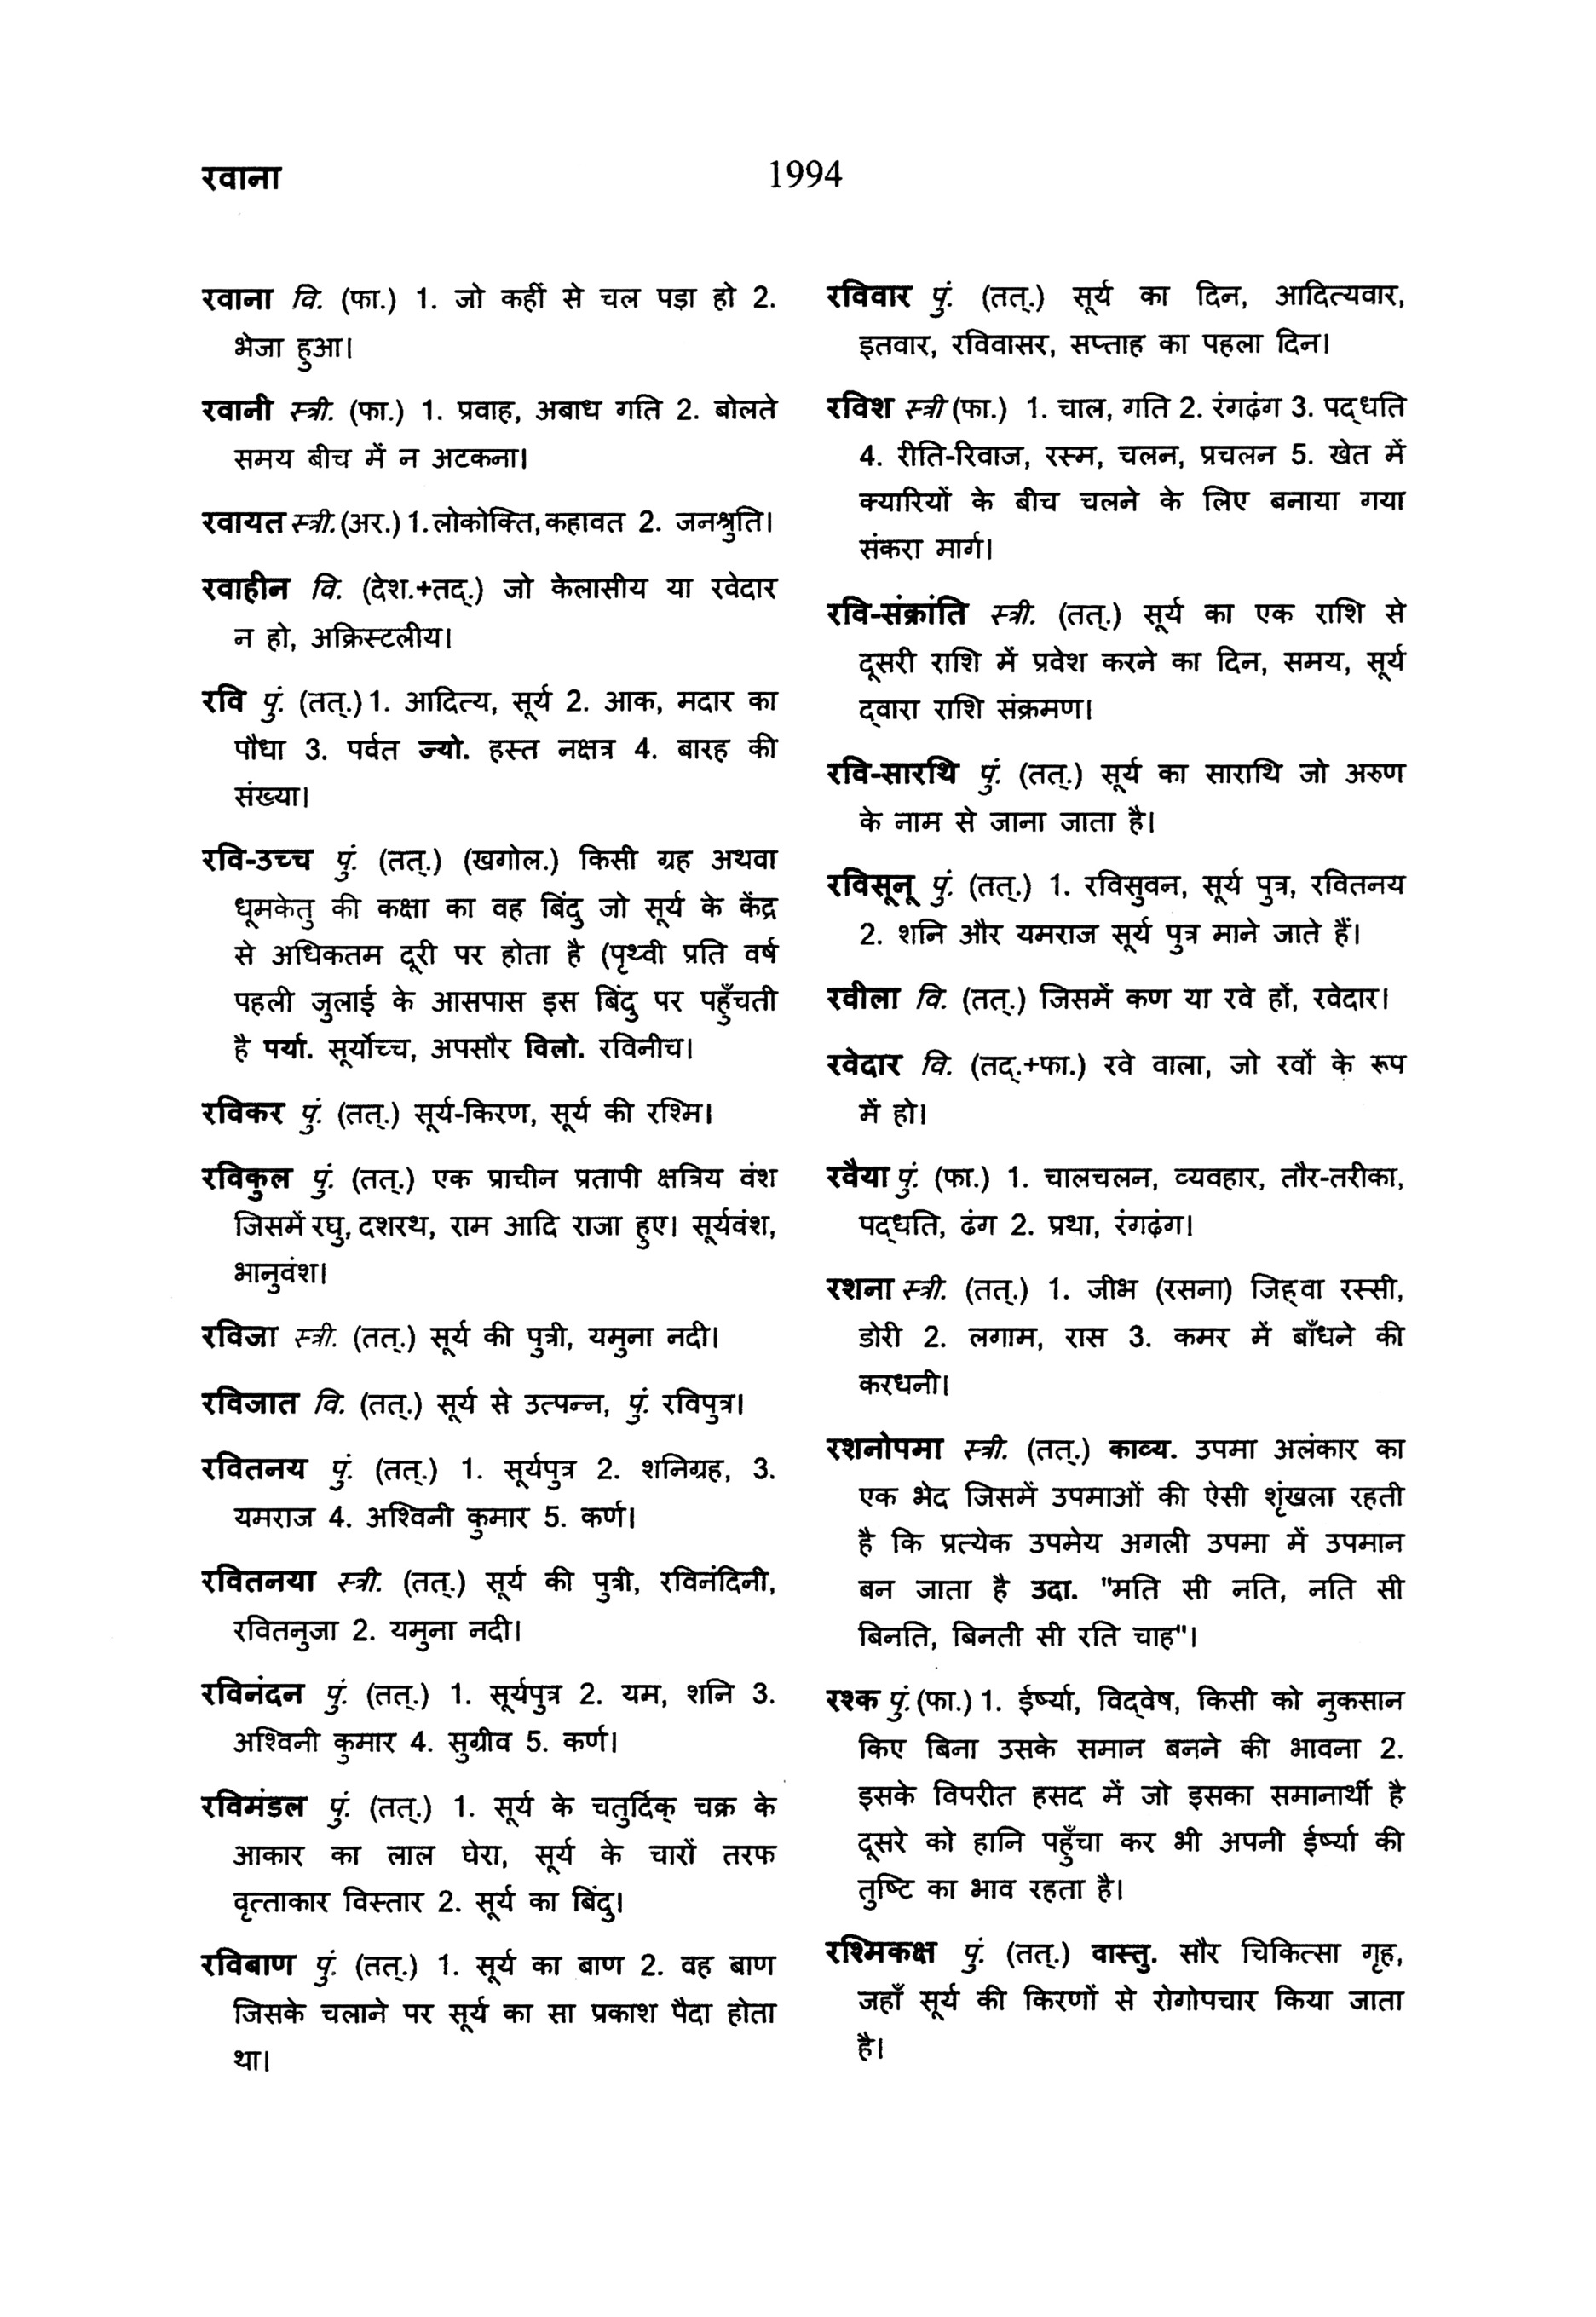 रवाना
1994
रवाना वि. (फा.) 1. जो कहीं से चल पड़ा हो 2.
भेजा हुआ।
रवानी स्त्री. (फा.) 1. प्रवाह, अबाध गति 2. बोलते
समय बीच में न अटकना।
रवायत स्त्री. (अर.) 1. लोकोक्ति, कहावत 2. जनश्रुति।
रवाहीन वि. (देश.+तद्.) जो केलासीय या रवेदार
न हो, अक्रिस्टलीय।
रवि पुं. (तत्.) 1. आदित्य, सूर्य 2. आक, मदार का
पौधा 3. पर्वत ज्यो. हस्त नक्षत्र 4. बारह की
संख्या।
रवि-उच्च पुं. (तत्.) (खगोल.) किसी ग्रह अथवा
धूमकेतु की कक्षा का वह बिंदु जो सूर्य के केंद्र
से अधिकतम दूरी पर होता है (पृथ्वी प्रति वर्ष
पहली जुलाई के आसपास इस बिंदु पर पहुँचती
है पर्या. सूर्योच्च, अपसौर विलो. रविनीच।
रविकर पुं. (तत्.) सूर्य-किरण, सूर्य की रश्मि।
रविकुल पुं. (तत्.) एक प्राचीन प्रतापी क्षत्रिय वंश
जिसमें रघु, दशरथ, राम आदि राजा हुए। सूर्यवंश,
भानुवंश।
रविजा स्त्री. (तत्.) सूर्य की पुत्री, यमुना नदी।
रविजात वि. (तत्.) सूर्य से उत्पन्न, पुं. रविपुत्र।
रवितनय पुं. (तत्.) 1. सूर्यपुत्र 2. शनिग्रह, 3.
यमराज 4. अश्विनी कुमार 5. कर्ण।
रवितनया स्त्री. (तत्.) सूर्य की पुत्री, रविनंदिनी,
रवितनुजा 2. यमुना नदी।
रविनंदन पुं. (तत्.) 1. सूर्यपुत्र 2. यम, शनि 3.
अश्विनी कुमार 4. सुग्रीव 5. कर्ण।
रविमंडल पुं. (तत्.) 1. सूर्य के चतुर्दिक् चक्र के
आकार का लाल घेरा, सूर्य के चारों तरफ
वृत्ताकार विस्तार 2. सूर्य का बिंदु।
रविबाण पुं. (तत्.) 1. सूर्य का बाण 2. वह बाण
जिसके चलाने पर सूर्य का सा प्रकाश पैदा होता
था।
रविवार पुं. (तत्.) सूर्य का दिन, आदित्यवार,
इतवार, रविवासर, सप्ताह का पहला दिन।
रविश स्त्री (फा.) 1. चाल, गति 2. रंगढ़ंग 3. पद्धति
4. रीति-रिवाज, रस्म, चलन, प्रचलन 5. खेत में
क्यारियों के बीच चलने के लिए बनाया गया
संकरा मार्ग।
रवि-संक्रांति स्त्री. (तत्.) सूर्य का एक राशि से
दूसरी राशि में प्रवेश करने का दिन, समय, सूर्य
द्वारा राशि संक्रमण।
रवि-सारथि पुं. (तत्.) सूर्य का साराथि जो अरुण
के नाम से जाना जाता है।
रविसूनू पुं. (तत्.) 1. रविसुवन, सूर्य पुत्र, रवितनय
2. शनि और यमराज सूर्य पुत्र माने जाते हैं।
रवीला वि. (तत्.) जिसमें कण या रवे हों, रवेदार।
रवेदार वि. (तद्.+फा.) रवे वाला, जो रवों के रूप
में हो।
रवैया पुं. (फा.) 1. चालचलन, व्यवहार, तौर-तरीका,
पद्धति, ढंग 2. प्रथा, रंगढ़ंग।
रशना स्त्री. (तत्.) 1. जीभ (रसना) जिह्वा रस्सी,
डोरी 2. लगाम, रास 3. कमर में बाँधने की
करधनी।
रशनोपमा स्त्री. (तत्.) काव्य. उपमा अलंकार का
एक भेद जिसमें उपमाओं की ऐसी शृंखला रहती
है कि प्रत्येक उपमेय अगली उपमा में उपमान
बन जाता है उदा. "मति सी नति, नति सी
बिनति, बिनती सी रति चाह"।
रश्क पुं. (फा.) 1. ईर्ष्या, विद्वेष, किसी को नुकसान
किए बिना उसके समान बनने की भावना 2.
इसके विपरीत हसद में जो इसका समानार्थी है
दूसरे को हानि पहुँचा कर भी अपनी ईर्ष्या की
तुष्टि का भाव रहता है।
रश्मिकक्ष पुं. (तत्.) वास्तु. सौर चिकित्सा गृह,
जहाँ सूर्य की किरणों से रोगोपचार किया जाता
है।